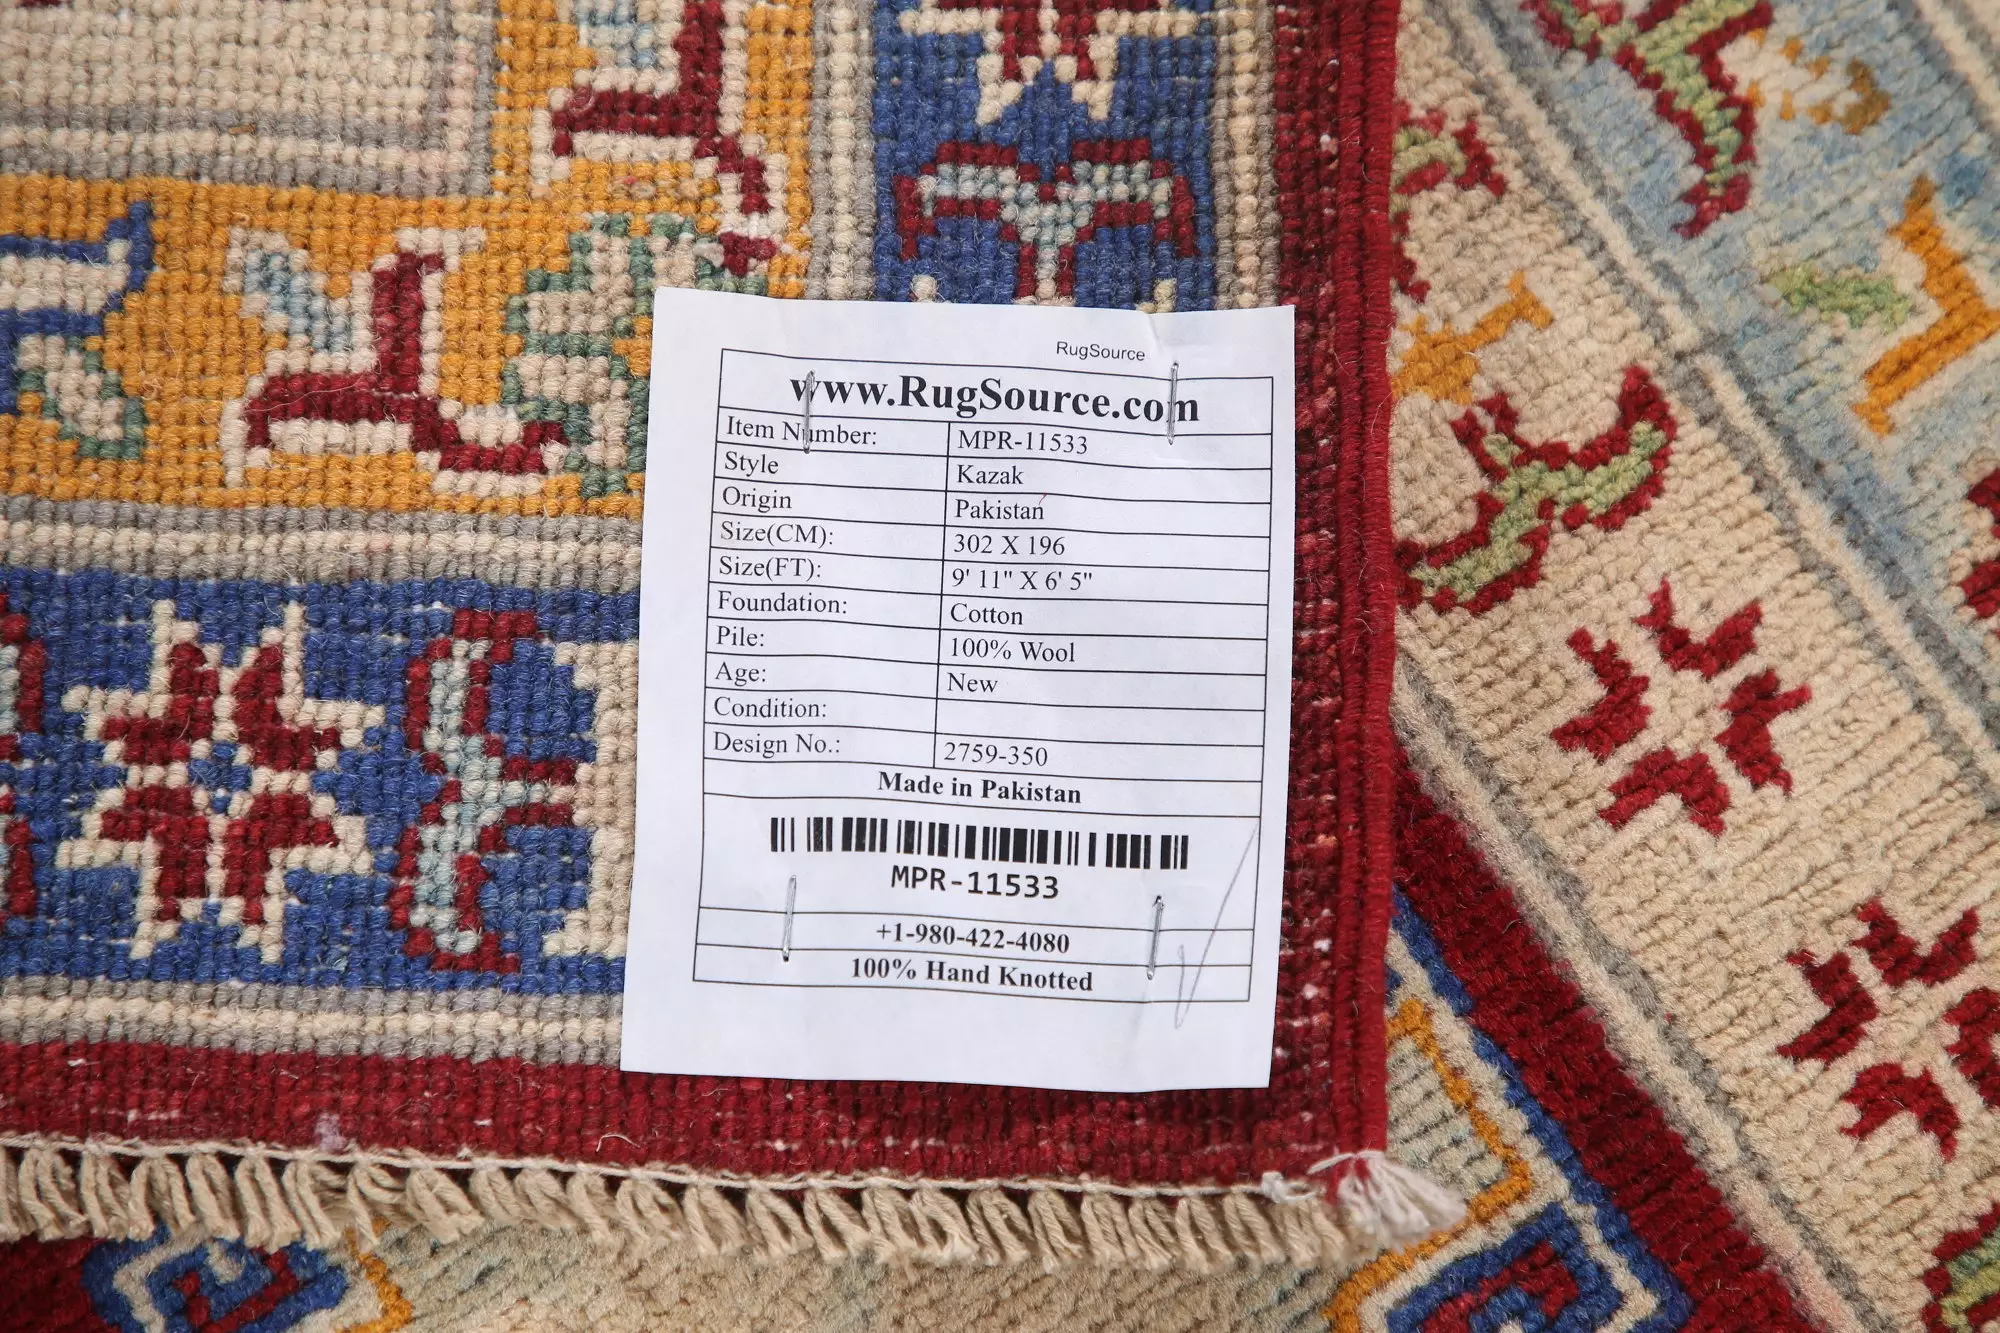 RugSource
www.RugSource.com
Item Number: MPR-11533
Style Kazak
Origin Pakistan
Size(CM): 302 X 196
Size(FT): 9' 11" X 6' 5"
Foundation: Cotton
Pile: 100% Wool
Age: New
Condition:
Design No.: 2759-350
Made in Pakistan
MPR-11533
+1-980-422-4080
100% Hand Knotted